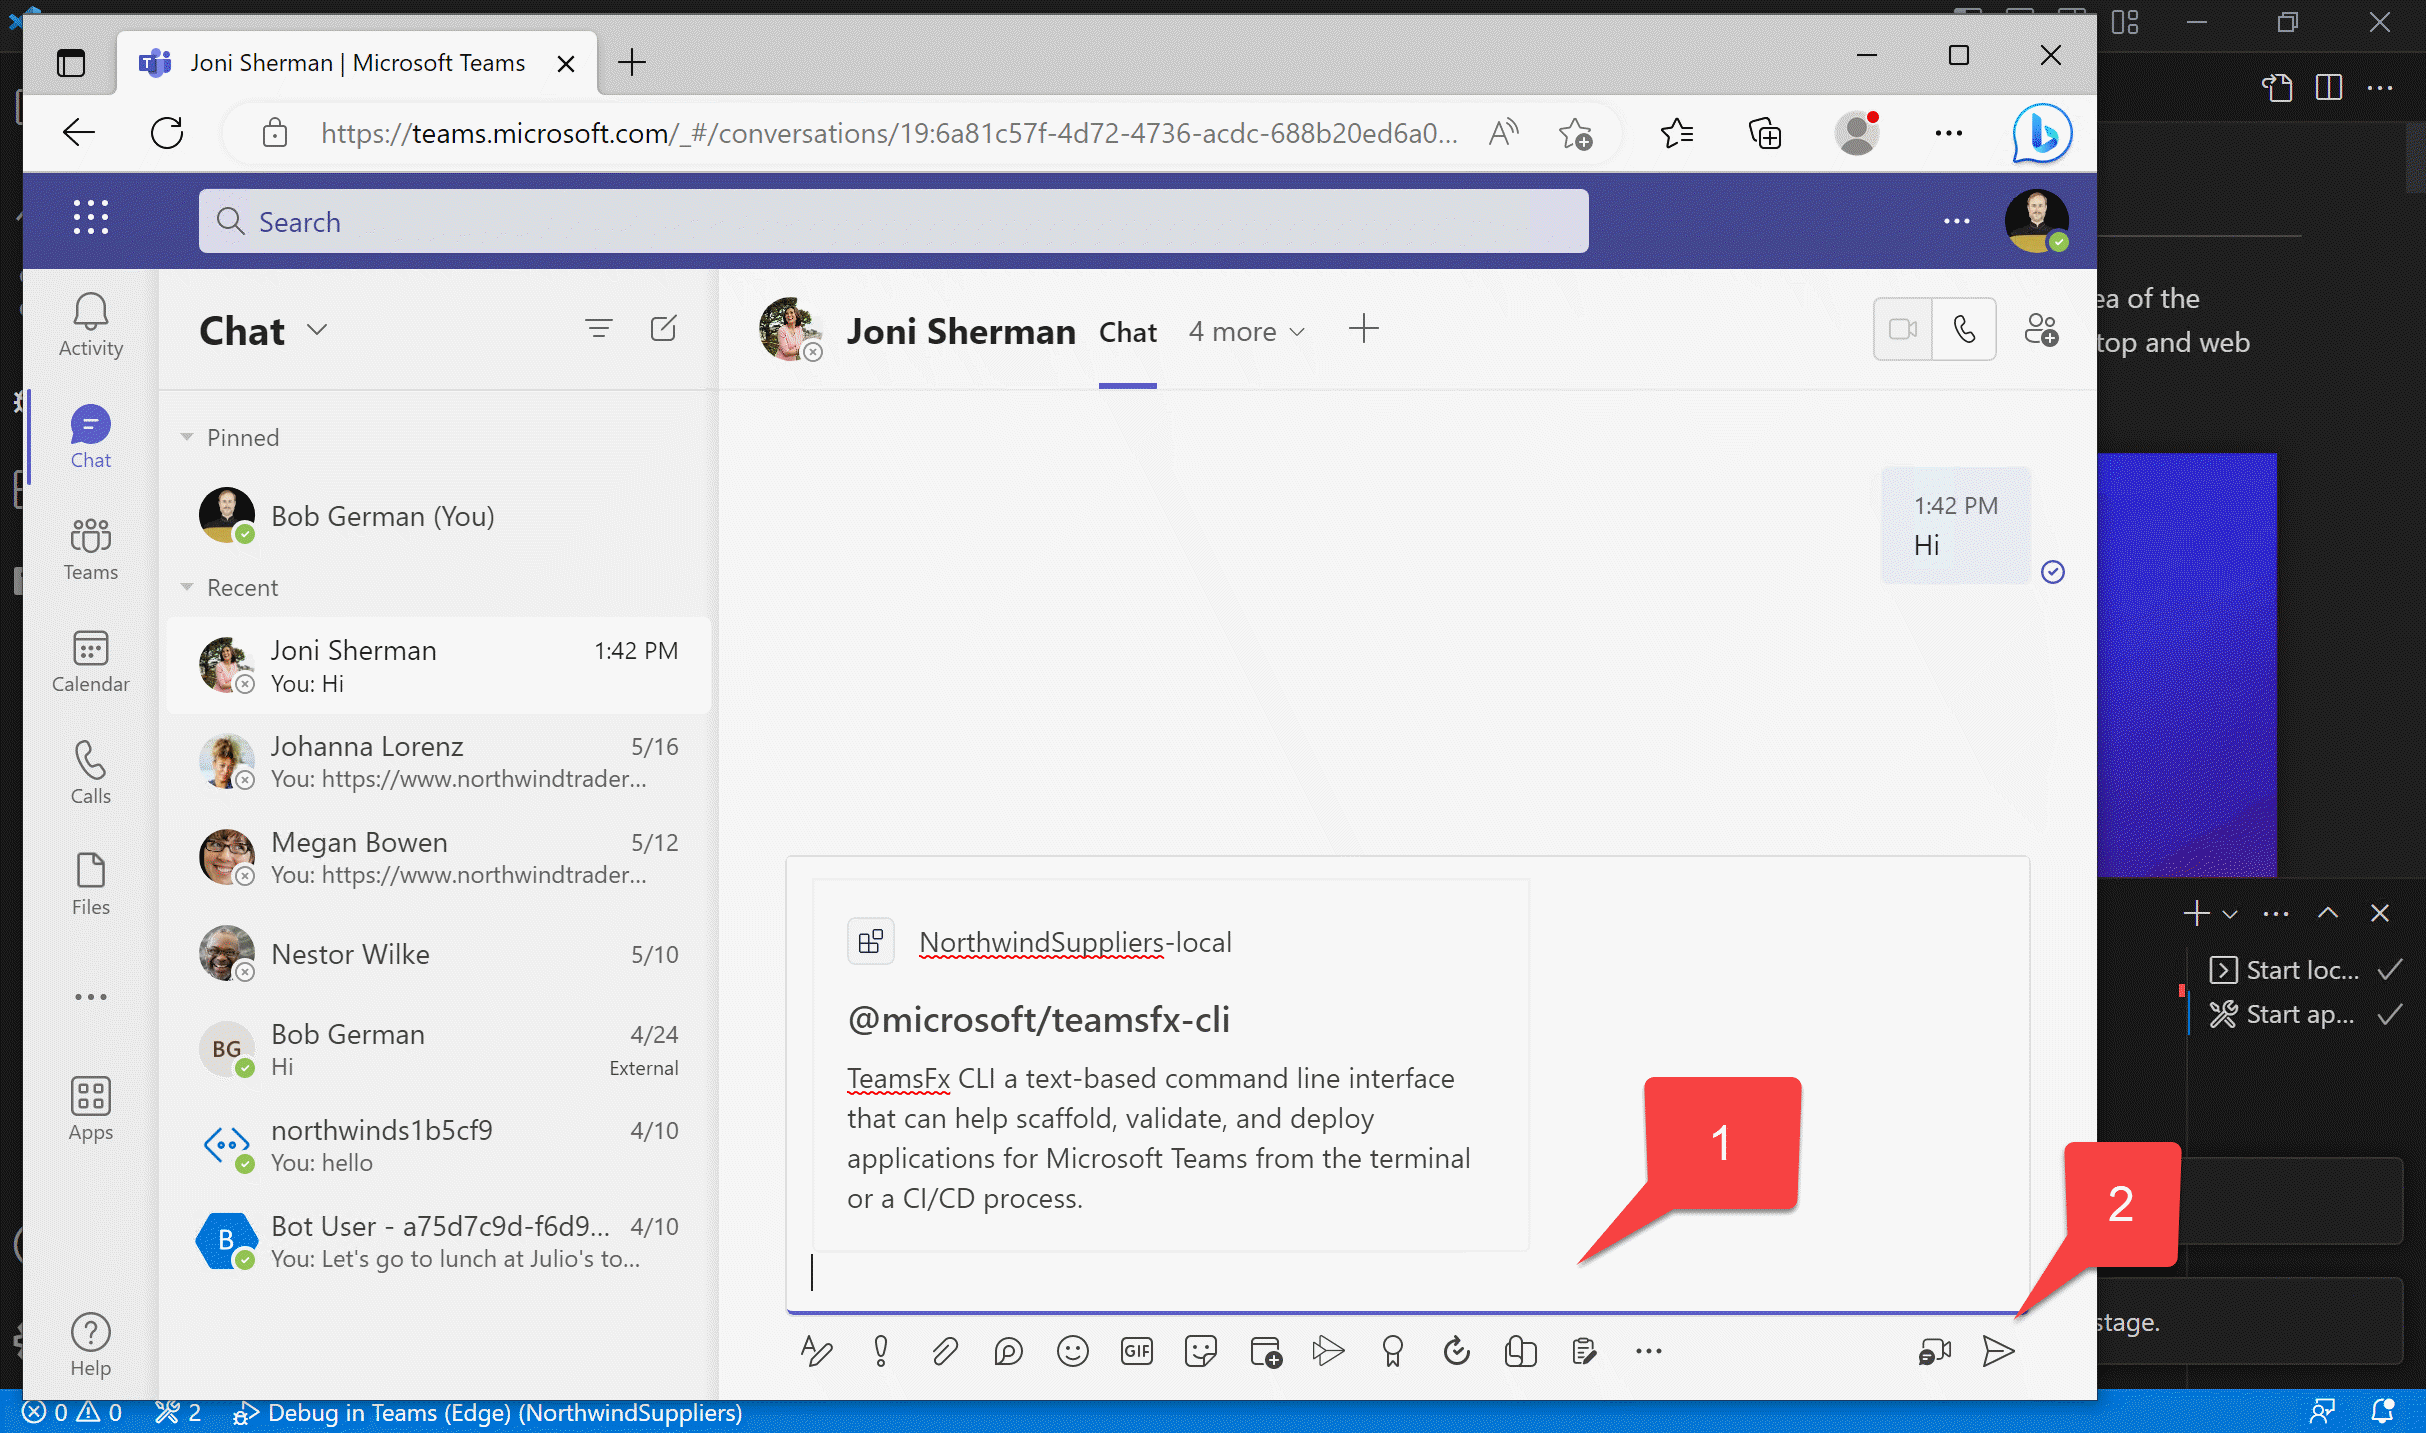 Joni Sherman | Microsoft Teams
https://teams.microsoft.com/_#/conversations/19:6a81c57f-4d72-4736-acdc-688b20ed6a0...
Search
Activity
Chat
Teams
Calendar
Calls
Files
Apps
Help
Chat
Pinned
Bob German (You)
Recent
Joni Sherman 1:42 PM
You: Hi
Johanna Lorenz 5/16
You: https://www.northwindtrader...
Megan Bowen 5/12
You: https://www.northwindtrader...
Nestor Wilke 5/10
BG
Bob German 4/24
Hi External
northwinds1b5cf9 4/10
You: hello
B
Bot User - a75d7c9d-f6d9... 4/10
You: Let's go to lunch at Julio's to...
Joni Sherman Chat 4 more
1:42 PM
Hi
NorthwindSuppliers-local
@microsoft/teamsfx-cli
TeamsFx CLI a text-based command line interface
that can help scaffold, validate, and deploy
applications for Microsoft Teams from the terminal
or a CI/CD process.
1
2
GIF
ea of the
top and web
Start loc...
Start ap...
stage.
0 0 2 Debug in Teams (Edge) (NorthwindSuppliers)